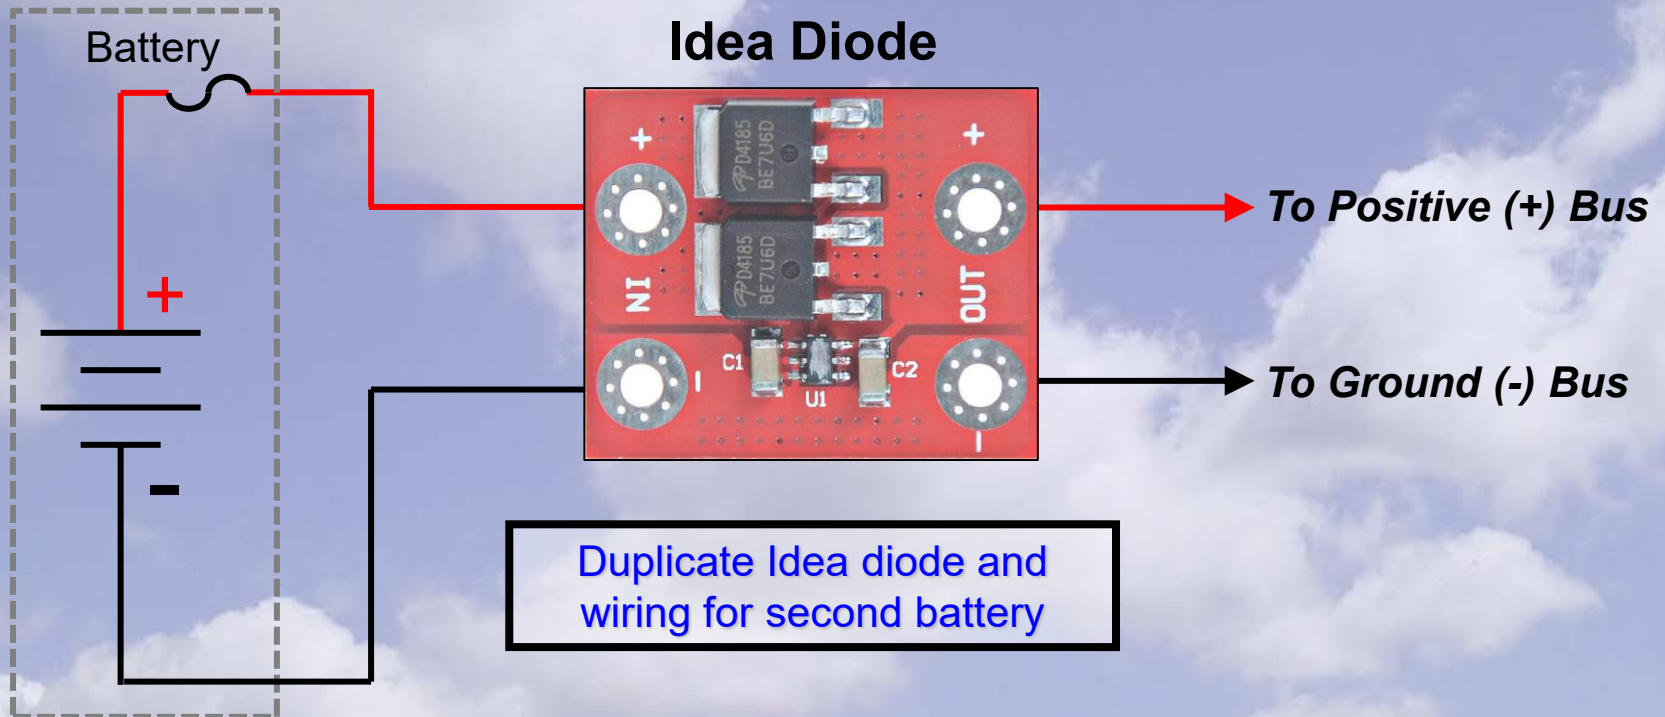 Battery
Idea Diode
+
+
D4185
BE7U6D
D4185
BE7U6D
To Positive (+) Bus
IN
OUT
+
-
C1
C2
U1
-
-
To Ground (-) Bus
Duplicate Idea diode and
wiring for second battery